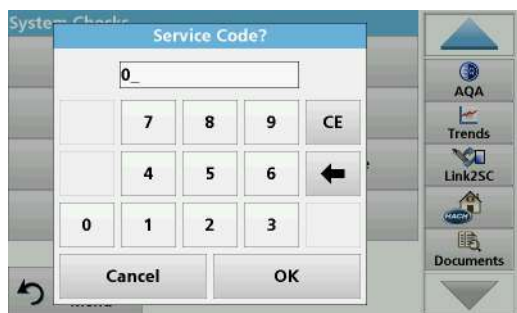 System Checks
Service Code?
0_
7 8 9 CE
4 5 6
0 1 2 3
Cancel OK
Menu
AQA
Trends
Link2SC
HACH
Documents